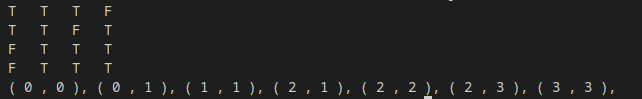 T T T F
T T F T
F T T T
F T T T
( 0 , 0 ), ( 0 , 1 ), ( 1 , 1 ), ( 2 , 1 ), ( 2 , 2 ), ( 2 , 3 ), ( 3 , 3 ),